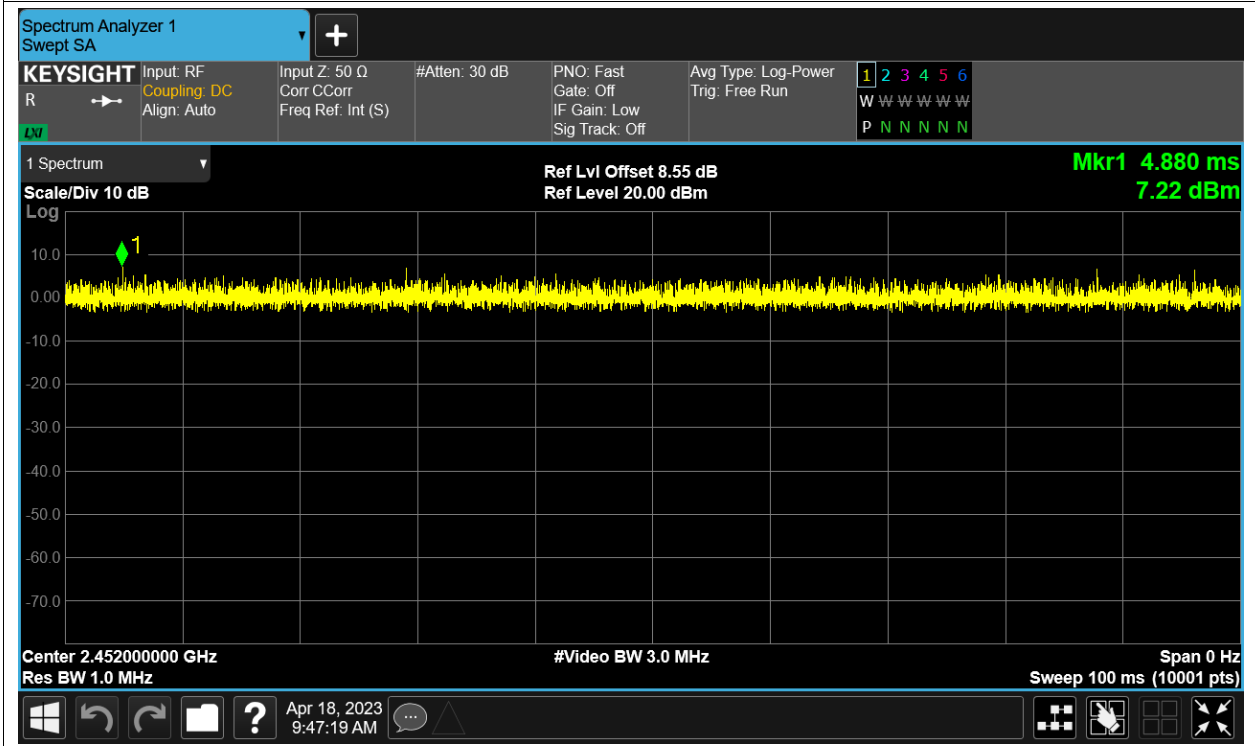 Spectrum Analyzer 1
Swept SA
+
KEYSIGHT
R
LXI
Input: RF
Coupling: DC
Align: Auto
Input Z: 50 Ω
Corr CCorr
Freq Ref: Int (S)
#Atten: 30 dB
PNO: Fast
Gate: Off
IF Gain: Low
Sig Track: Off
Avg Type: Log-Power
Trig: Free Run
1 2 3 4 5 6
W W W W W W
P N N N N N
1 Spectrum
Scale/Div 10 dB
Log
Ref Lvl Offset 8.55 dB
Ref Level 20.00 dBm
Mkr1 4.880 ms
7.22 dBm
1
10.0
0.00
-10.0
-20.0
-30.0
-40.0
-50.0
-60.0
-70.0
Center 2.452000000 GHz
Res BW 1.0 MHz
#Video BW 3.0 MHz
Span 0 Hz
Sweep 100 ms (10001 pts)
?
Apr 18, 2023
9:47:19 AM